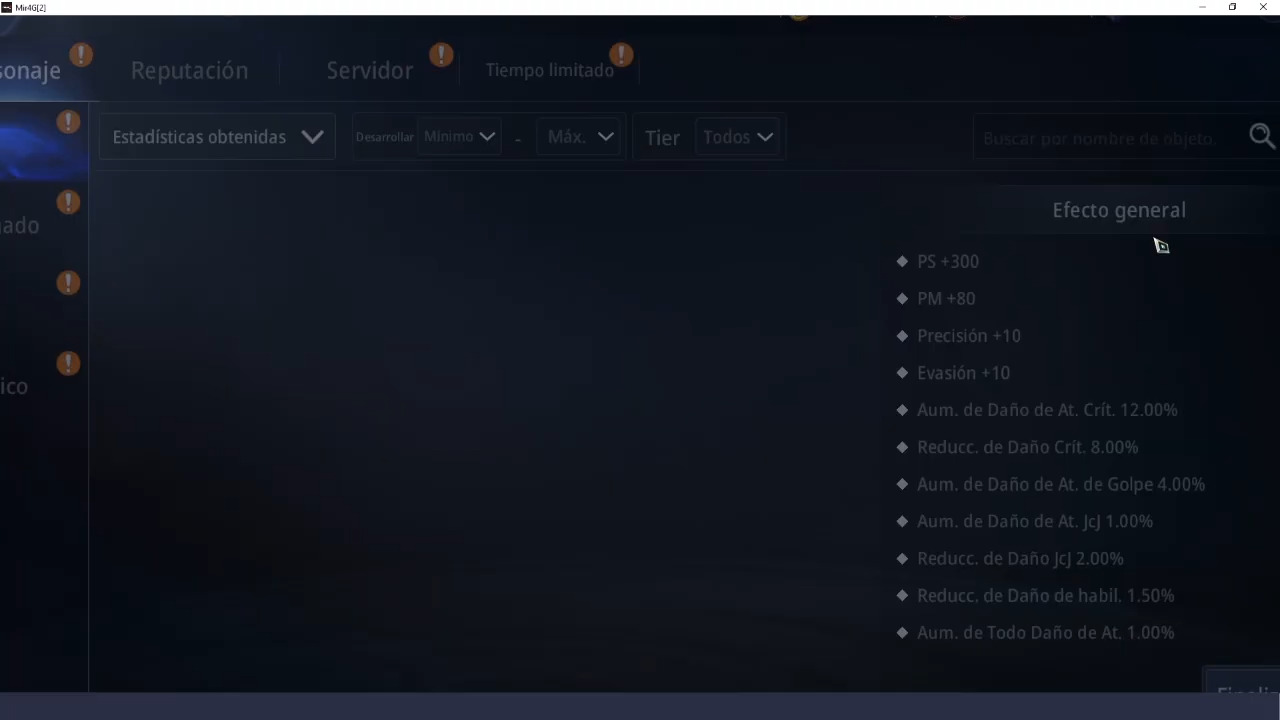 Mir4G[2]
sonaje
Reputación
Servidor
Tiempo limitado
Estadísticas obtenidas
Desarrollar
Mínimo
-
Máx.
Tier
Todos
Buscar por nombre de objeto.
nado
ico
Efecto general
PS +300
PM +80
Precisión +10
Evasión +10
Aum. de Daño de At. Crít. 12.00%
Reducc. de Daño Crít. 8.00%
Aum. de Daño de At. de Golpe 4.00%
Aum. de Daño de At. JcJ 1.00%
Reducc. de Daño JcJ 2.00%
Reducc. de Daño de habil. 1.50%
Aum. de Todo Daño de At. 1.00%